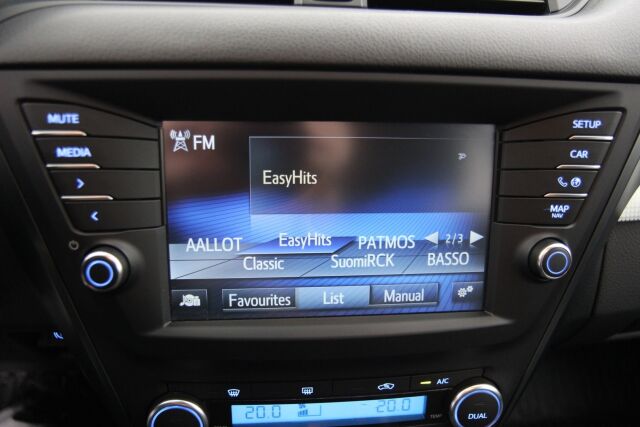 MUTE
MEDIA
>
<
FM
EasyHits
AALLOT EasyHits PATMOS 2/3
Classic SuomiRCK BASSO
Favourites List Manual
SETUP
CAR
MAP
NAV
A/C
20.0 20.0
TEMP
DUAL